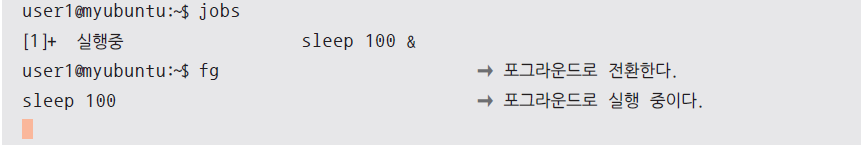 user1@myubuntu:~$ jobs
[1]+  실행중                 sleep 100 &
user1@myubuntu:~$ fg                         → 포그라운드로 전환한다.
sleep 100                                    → 포그라운드로 실행 중이다.